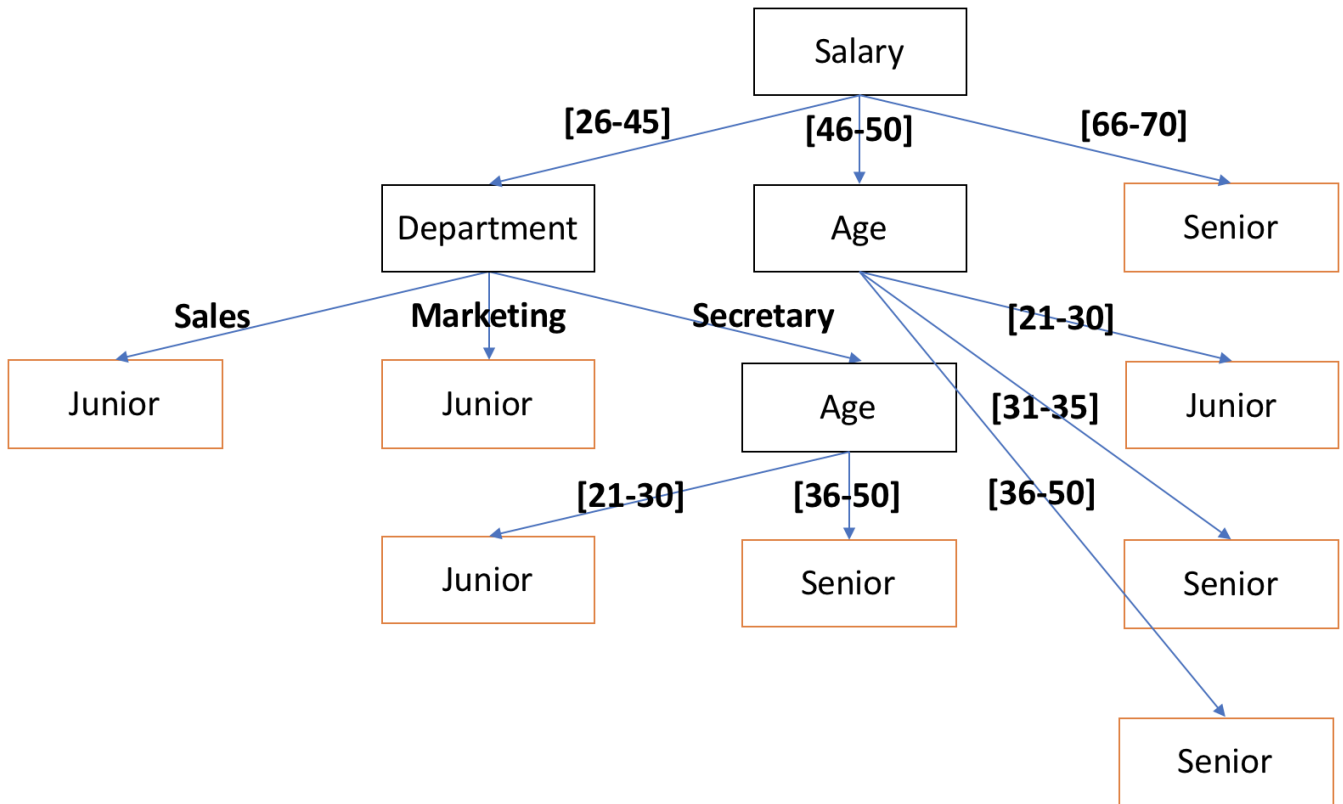 Salary
[26-45]
[46-50]
[66-70]
Department
Age
Senior
Sales
Marketing
Secretary
[21-30]
Junior
Junior
Age
[31-35]
Junior
[21-30]
[36-50]
[36-50]
Junior
Senior
Senior
Senior